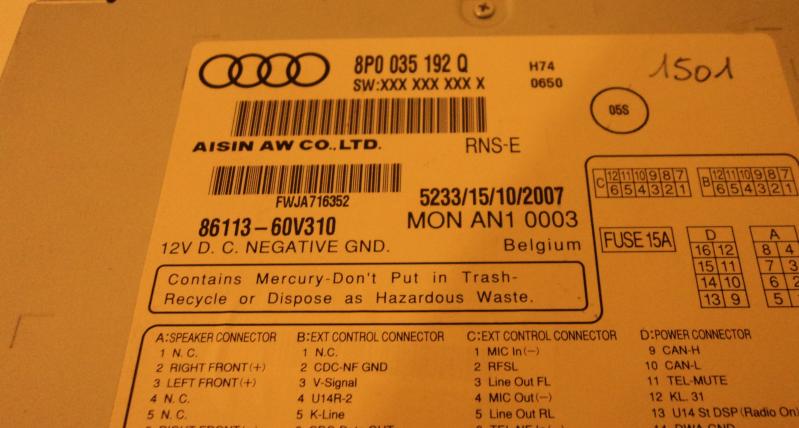 8P0 035 192 Q H74
SW:XXX XXX XXX X 0650
1501
05S
AISIN AW CO.,LTD. RNS-E
FWJA716352
5233/15/10/2007
86113-60V310 MON AN1 0003
12V D. C. NEGATIVE GND. Belgium
Contains Mercury-Don't Put in Trash-
Recycle or Dispose as Hazardous Waste.
C 12 11 10 9 8 7
6 5 4 3 2 1
B 12 11 10 9 8 7
6 5 4 3 2 1
FUSE 15A
D
16 12
15 11
14 10
13 9
A
8 4
7 3
6 2
5
A:SPEAKER CONNECTOR
1 N. C.
2 RIGHT FRONT(+)
3 LEFT FRONT(+)
4 N. C.
5 N. C.
6 RIGHT FRONT(-)
B:EXT CONTROL CONNECTOR
1 N.C.
2 CDC-NF GND
3 V-Signal
4 U14R-2
5 K-Line
C:EXT CONTROL CONNECTOR
1 MIC In(-)
2 RFSL
3 Line Out FL
4 MIC Out(-)
5 Line Out RL
D:POWER CONNECTOR
9 CAN-H
10 CAN-L
11 TEL-MUTE
12 KL. 31
13 U14 St DSP(Radio On)